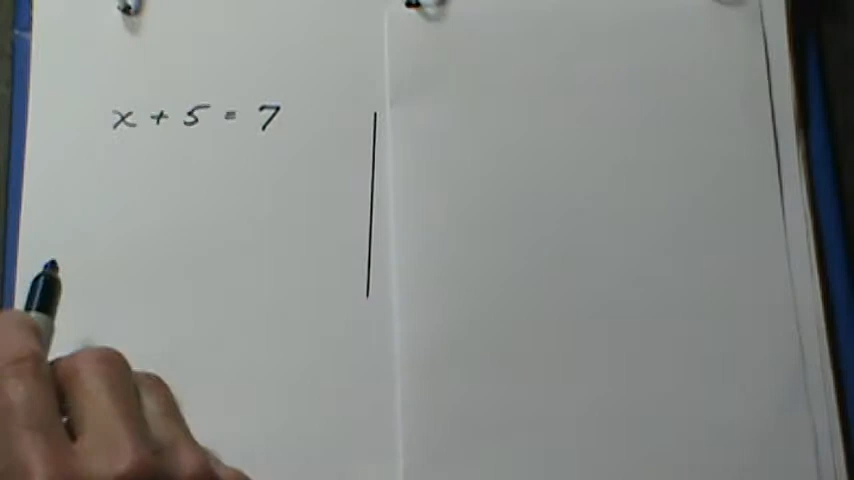 x + 5 = 7